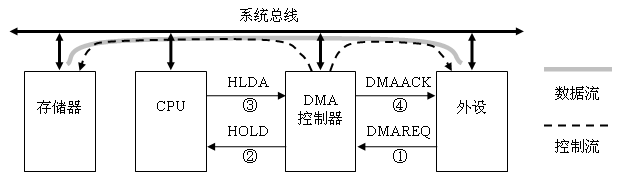 系统总线
存储器
CPU
HLDA
③
HOLD
②
DMA
控制器
DMAACK
④
DMAREQ
①
外设
数据流
控制流